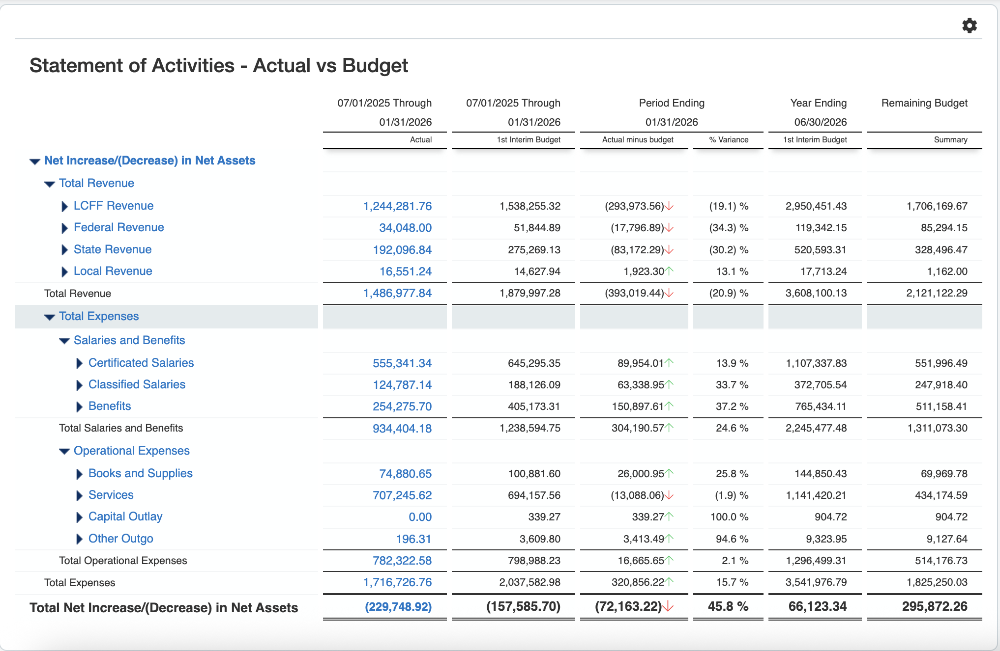 Statement of Activities - Actual vs Budget
07/01/2025 Through 07/01/2025 Through Period Ending Year Ending Remaining Budget
01/31/2026 01/31/2026 01/31/2026 06/30/2026
Actual 1st Interim Budget Actual minus budget % Variance 1st Interim Budget Summary
Net Increase/(Decrease) in Net Assets
Total Revenue
LCFF Revenue 1,244,281.76 1,538,255.32 (293,973.56) (19.1) % 2,950,451.43 1,706,169.67
Federal Revenue 34,048.00 51,844.89 (17,796.89) (34.3) % 119,342.15 85,294.15
State Revenue 192,096.84 275,269.13 (83,172.29) (30.2) % 520,593.31 328,496.47
Local Revenue 16,551.24 14,627.94 1,923.30 13.1 % 17,713.24 1,162.00
Total Revenue 1,486,977.84 1,879,997.28 (393,019.44) (20.9) % 3,608,100.13 2,121,122.29
Total Expenses
Salaries and Benefits
Certificated Salaries 555,341.34 645,295.35 89,954.01 13.9 % 1,107,337.83 551,996.49
Classified Salaries 124,787.14 188,126.09 63,338.95 33.7 % 372,705.54 247,918.40
Benefits 254,275.70 405,173.31 150,897.61 37.2 % 765,434.11 511,158.41
Total Salaries and Benefits 934,404.18 1,238,594.75 304,190.57 24.6 % 2,245,477.48 1,311,073.30
Operational Expenses
Books and Supplies 74,880.65 100,881.60 26,000.95 25.8 % 144,850.43 69,969.78
Services 707,245.62 694,157.56 (13,088.06) (1.9) % 1,141,420.21 434,174.59
Capital Outlay 0.00 339.27 339.27 100.0 % 904.72 904.72
Other Outgo 196.31 3,609.80 3,413.49 94.6 % 9,323.95 9,127.64
Total Operational Expenses 782,322.58 798,988.23 16,665.65 2.1 % 1,296,499.31 514,176.73
Total Expenses 1,716,726.76 2,037,582.98 320,856.22 15.7 % 3,541,976.79 1,825,250.03
Total Net Increase/(Decrease) in Net Assets (229,748.92) (157,585.70) (72,163.22) 45.8 % 66,123.34 295,872.26